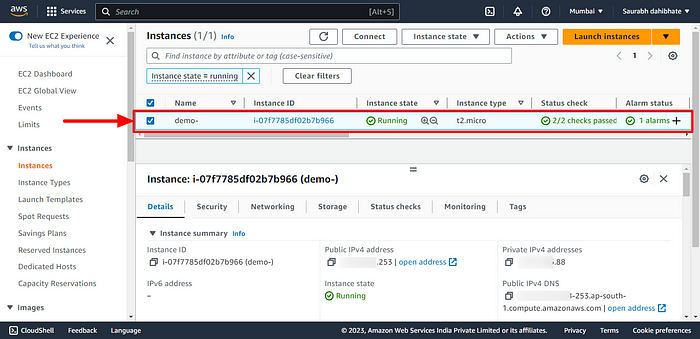 aws
Services
Search
[Alt+S]
Mumbai
Saurabh dahibhate
New EC2 Experience
Tell us what you think
EC2 Dashboard
EC2 Global View
Events
Limits
Instances
Instances
Instance Types
Launch Templates
Spot Requests
Savings Plans
Reserved Instances
Dedicated Hosts
Capacity Reservations
Images
Instances (1/1) Info
Connect
Instance state
Actions
Launch instances
Find instance by attribute or tag (case-sensitive)
1
Instance state = running
Clear filters
Name Instance ID Instance state Instance type Status check Alarm status
demo- i-07f7785df02b7b966 Running t2.micro 2/2 checks passed 1 alarms
Instance: i-07f7785df02b7b966 (demo-)
Details Security Networking Storage Status checks Monitoring Tags
Instance summary Info
Instance ID
i-07f7785df02b7b966 (demo-)
Public IPv4 address
.253 | open address
Private IPv4 addresses
.88
IPv6 address
–
Instance state
Running
Public IPv4 DNS
-253.ap-south-
1.compute.amazonaws.com | open address
CloudShell Feedback Language
© 2023, Amazon Web Services India Private Limited or its affiliates. Privacy Terms Cookie preferences